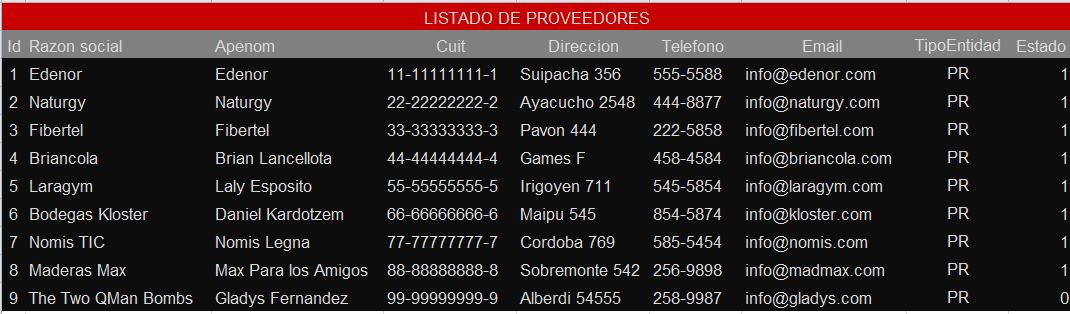 LISTADO DE PROVEEDORES
Id Razon social Apenom Cuit Direccion Telefono Email TipoEntidad Estado
1 Edenor Edenor 11-11111111-1 Suipacha 356 555-5588 info@edenor.com PR 1
2 Naturgy Naturgy 22-22222222-2 Ayacucho 2548 444-8877 info@naturgy.com PR 1
3 Fibertel Fibertel 33-33333333-3 Pavon 444 222-5858 info@fibertel.com PR 1
4 Briancola Brian Lancellota 44-44444444-4 Games F 458-4584 info@briancola.com PR 1
5 Laragym Laly Esposito 55-55555555-5 Irigoyen 711 545-5854 info@laragym.com PR 1
6 Bodegas Kloster Daniel Kardotzem 66-66666666-6 Maipu 545 854-5874 info@kloster.com PR 1
7 Nomis TIC Nomis Legna 77-77777777-7 Cordoba 769 585-5454 info@nomis.com PR 1
8 Maderas Max Max Para los Amigos 88-88888888-8 Sobremonte 542 256-9898 info@madmax.com PR 1
9 The Two QMan Bombs Gladys Fernandez 99-99999999-9 Alberdi 54555 258-9987 info@gladys.com PR 0